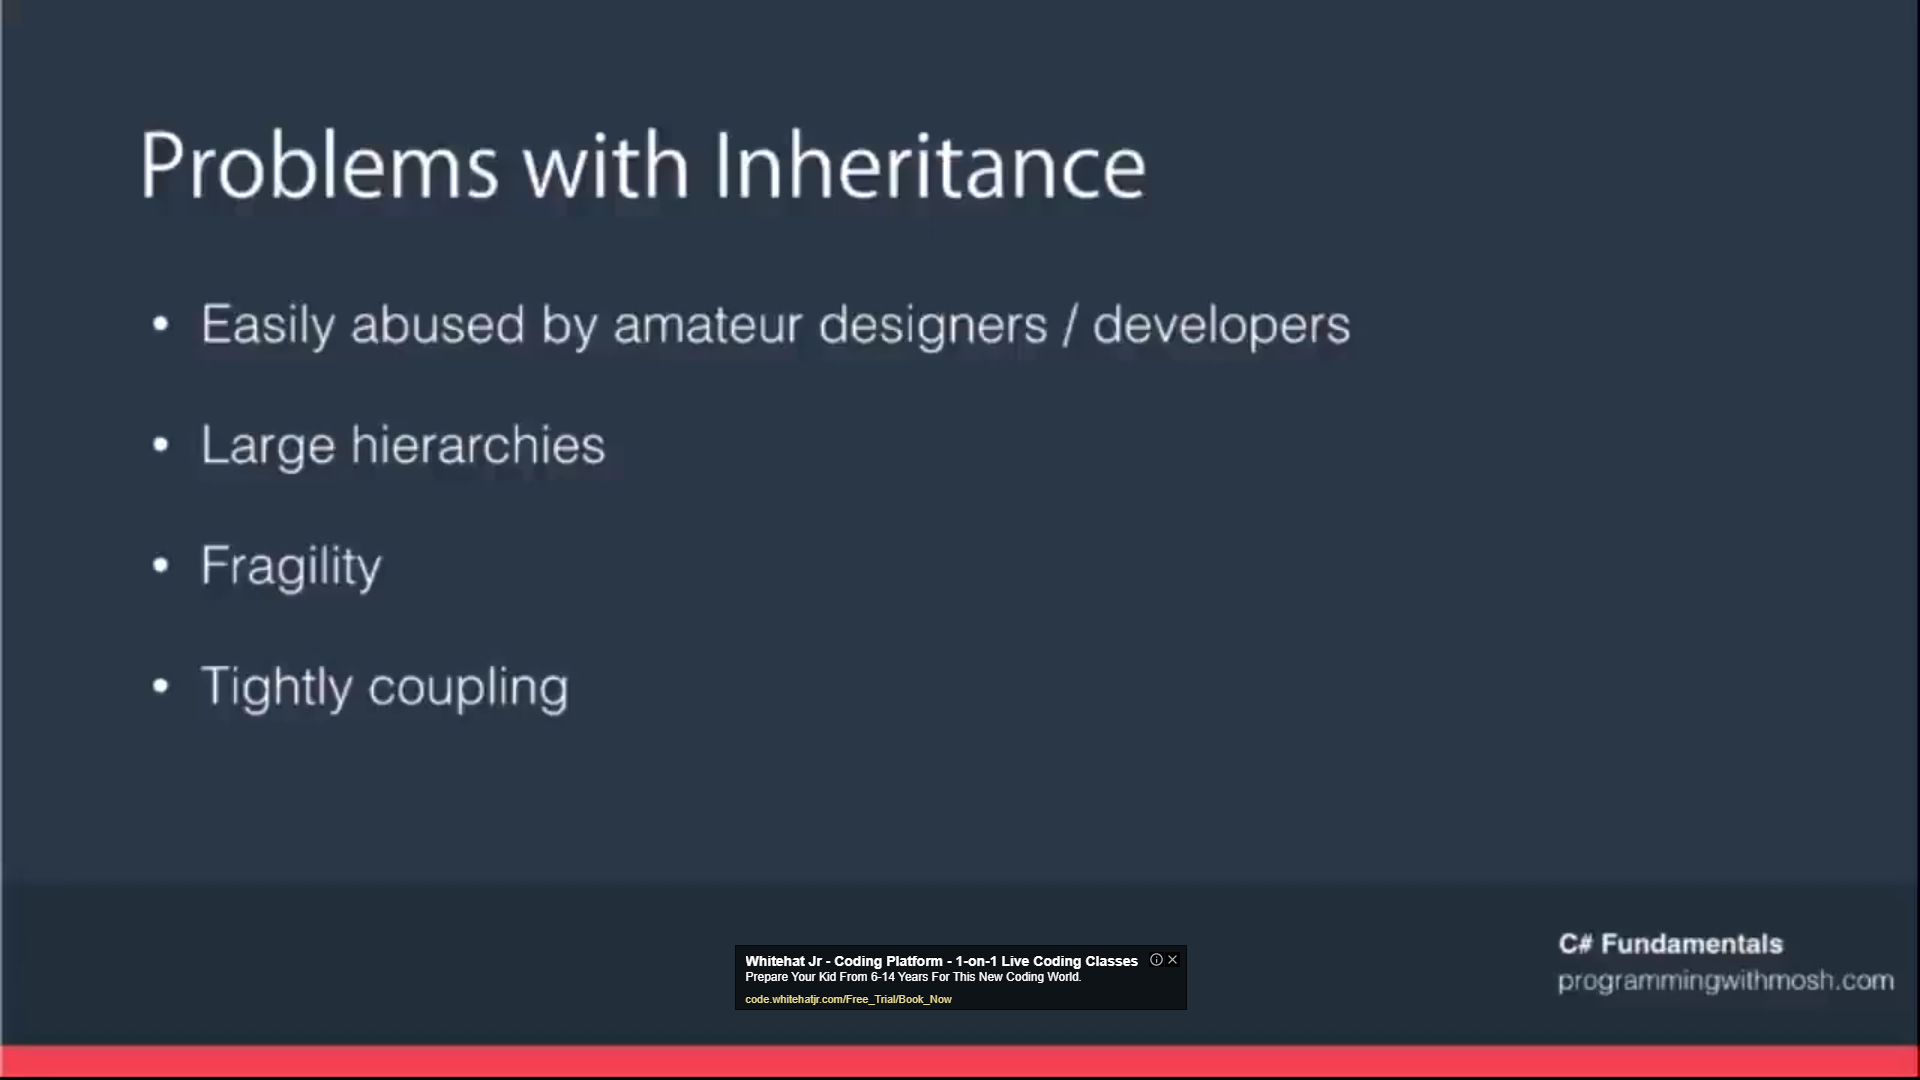 Problems with Inheritance
• Easily abused by amateur designers / developers
• Large hierarchies
• Fragility
• Tightly coupling
Whitehat Jr - Coding Platform - 1-on-1 Live Coding Classes
Prepare Your Kid From 6-14 Years For This New Coding World.
code.whitehatjr.com/Free_Trial/Book_Now
C# Fundamentals
programmingwithmosh.com